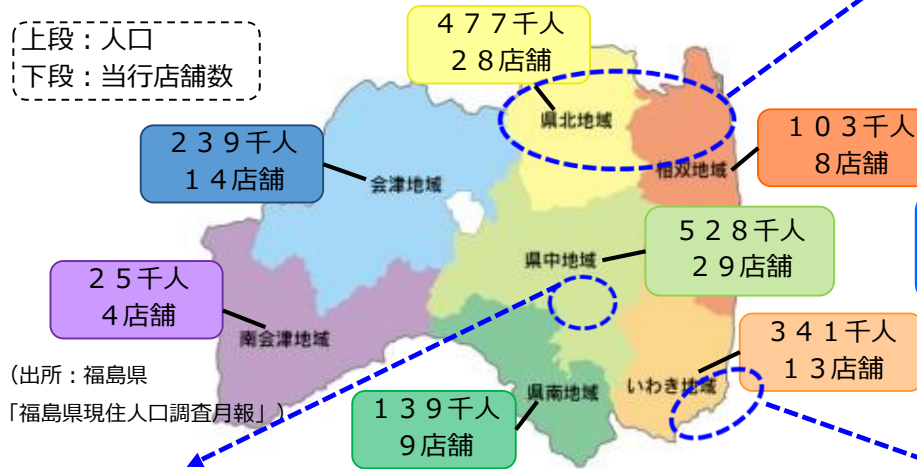 上段：人口
下段：当行店舗数
４７７千人
２８店舗
県北地域
２３９千人
１４店舗
会津地域
１０３千人
８店舗
相双地域
５２８千人
２９店舗
県中地域
２５千人
４店舗
南会津地域
３４１千人
１３店舗
いわき地域
１３９千人
９店舗
県南地域
（出所：福島県
「福島県現住人口調査月報」）